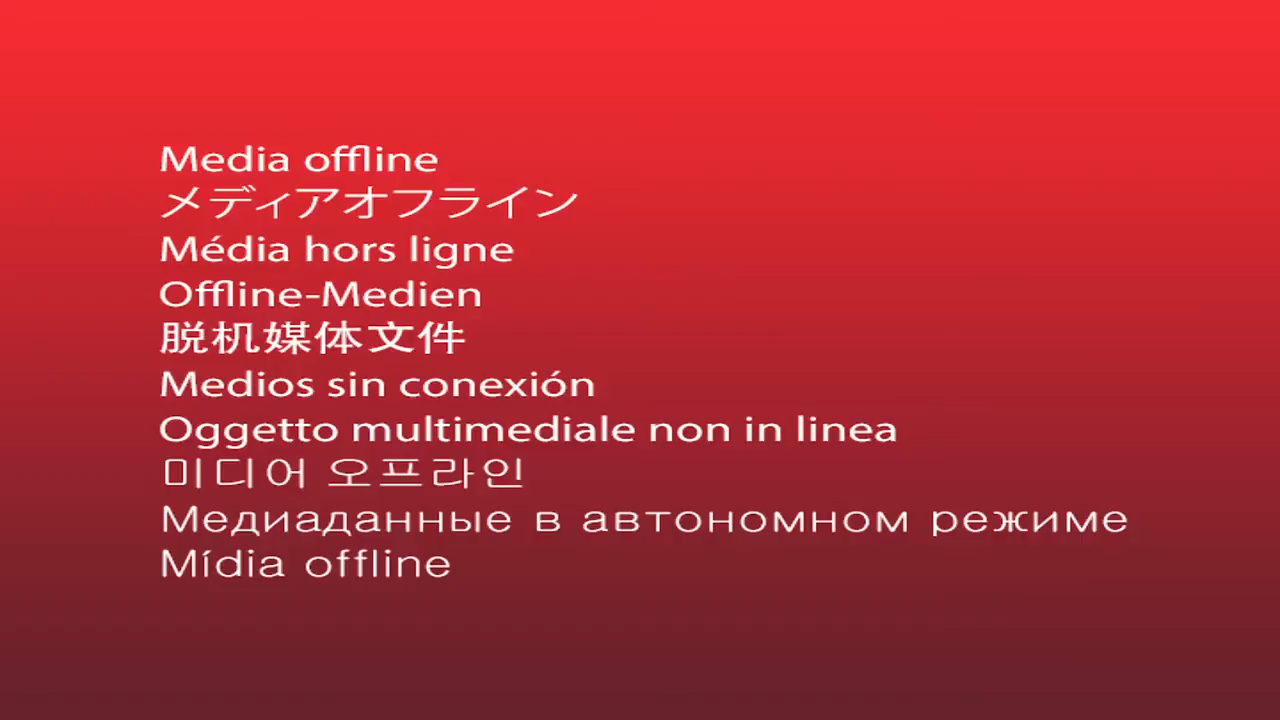 Media offline
メディアオフライン
Média hors ligne
Offline-Medien
脱机媒体文件
Medios sin conexión
Oggetto multimediale non in linea
미디어 오프라인
Медиаданные в автономном режиме
Mídia offline